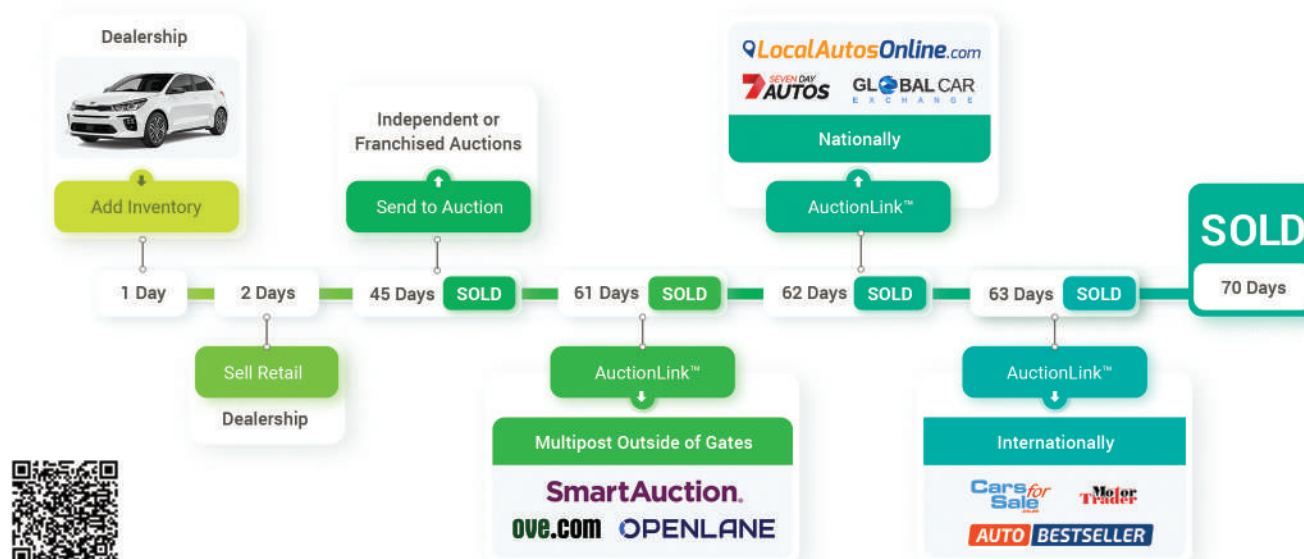 Dealership
Add Inventory
Independent or
Franchised Auctions
Send to Auction
LocalAutosOnline.com
7 SEVEN DAY
AUTOS
GLOBAL CAR
EXCHANGE
Nationally
AuctionLink™
SOLD
70 Days
1 Day
2 Days
45 Days SOLD
61 Days SOLD
62 Days SOLD
63 Days SOLD
Sell Retail
Dealership
AuctionLink™
Multipost Outside of Gates
SmartAuction.
ove.com OPENLANE
AuctionLink™
Internationally
Cars for
Sale
Motor
Trader
AUTO BESTSELLER